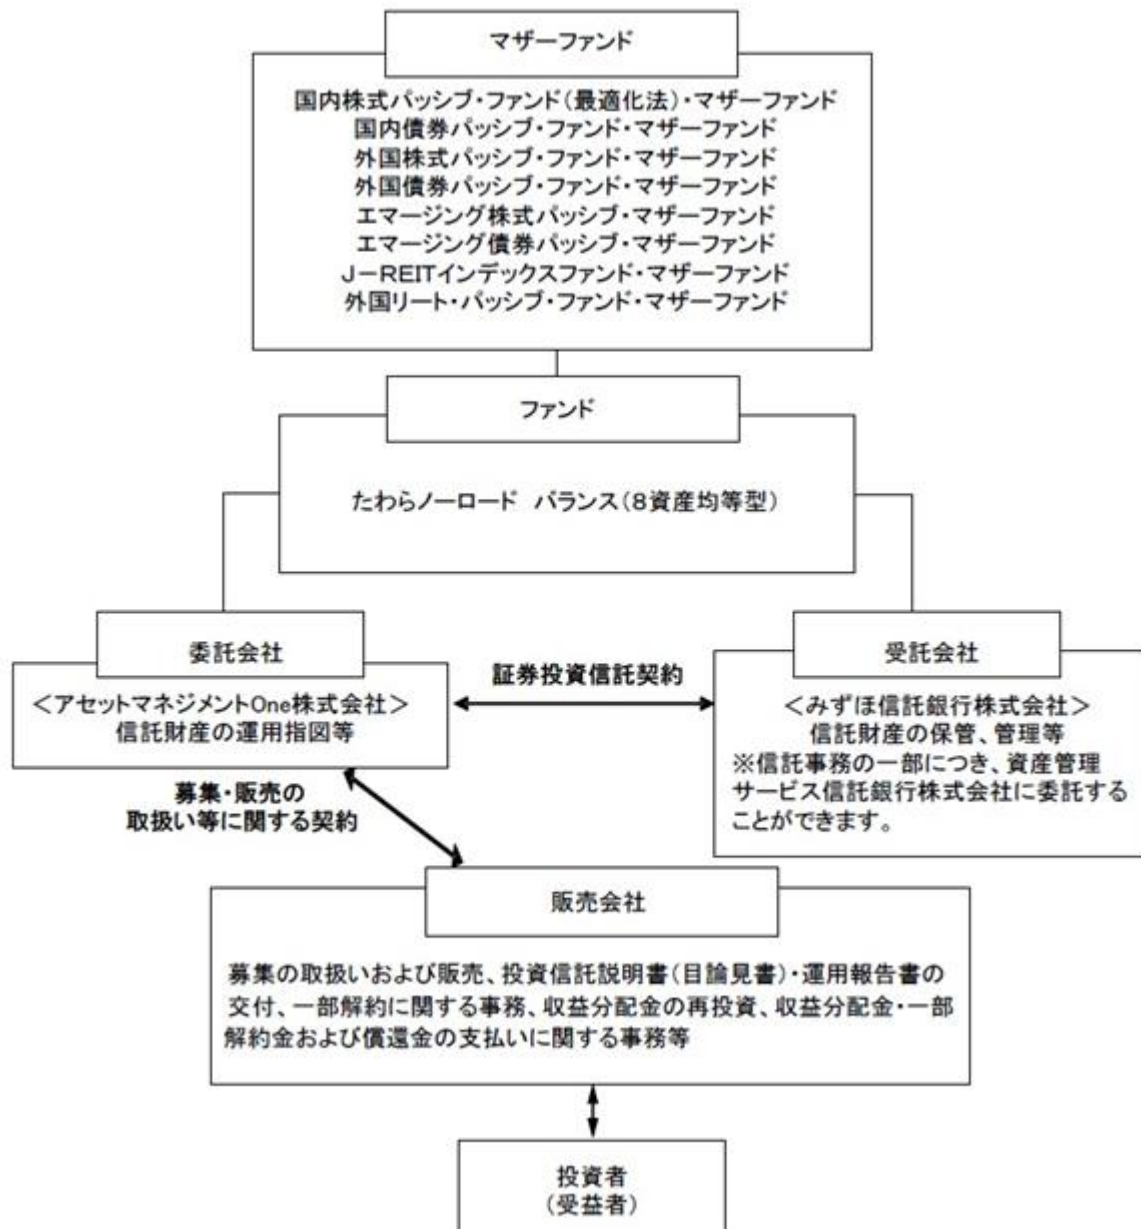 マザーファンド
国内株式パッシブ・ファンド(最適化法)・マザーファンド
国内債券パッシブ・ファンド・マザーファンド
外国株式パッシブ・ファンド・マザーファンド
外国債券パッシブ・ファンド・マザーファンド
エマージング株式パッシブ・マザーファンド
エマージング債券パッシブ・マザーファンド
J-REITインデックスファンド・マザーファンド
外国リート・パッシブ・ファンド・マザーファンド
ファンド
たわらノーロード バランス(8資産均等型)
委託会社
<アセットマネジメントOne株式会社>
信託財産の運用指図等
証券投資信託契約
受託会社
<みずほ信託銀行株式会社>
信託財産の保管、管理等
※信託事務の一部につき、資産管理
サービス信託銀行株式会社に委託する
ことができます。
募集・販売の
取扱い等に関する契約
販売会社
募集の取扱いおよび販売、投資信託説明書(目論見書)・運用報告書の
交付、一部解約に関する事務、収益分配金の再投資、収益分配金・一部
解約金および償還金の支払いに関する事務等
投資者
(受益者)